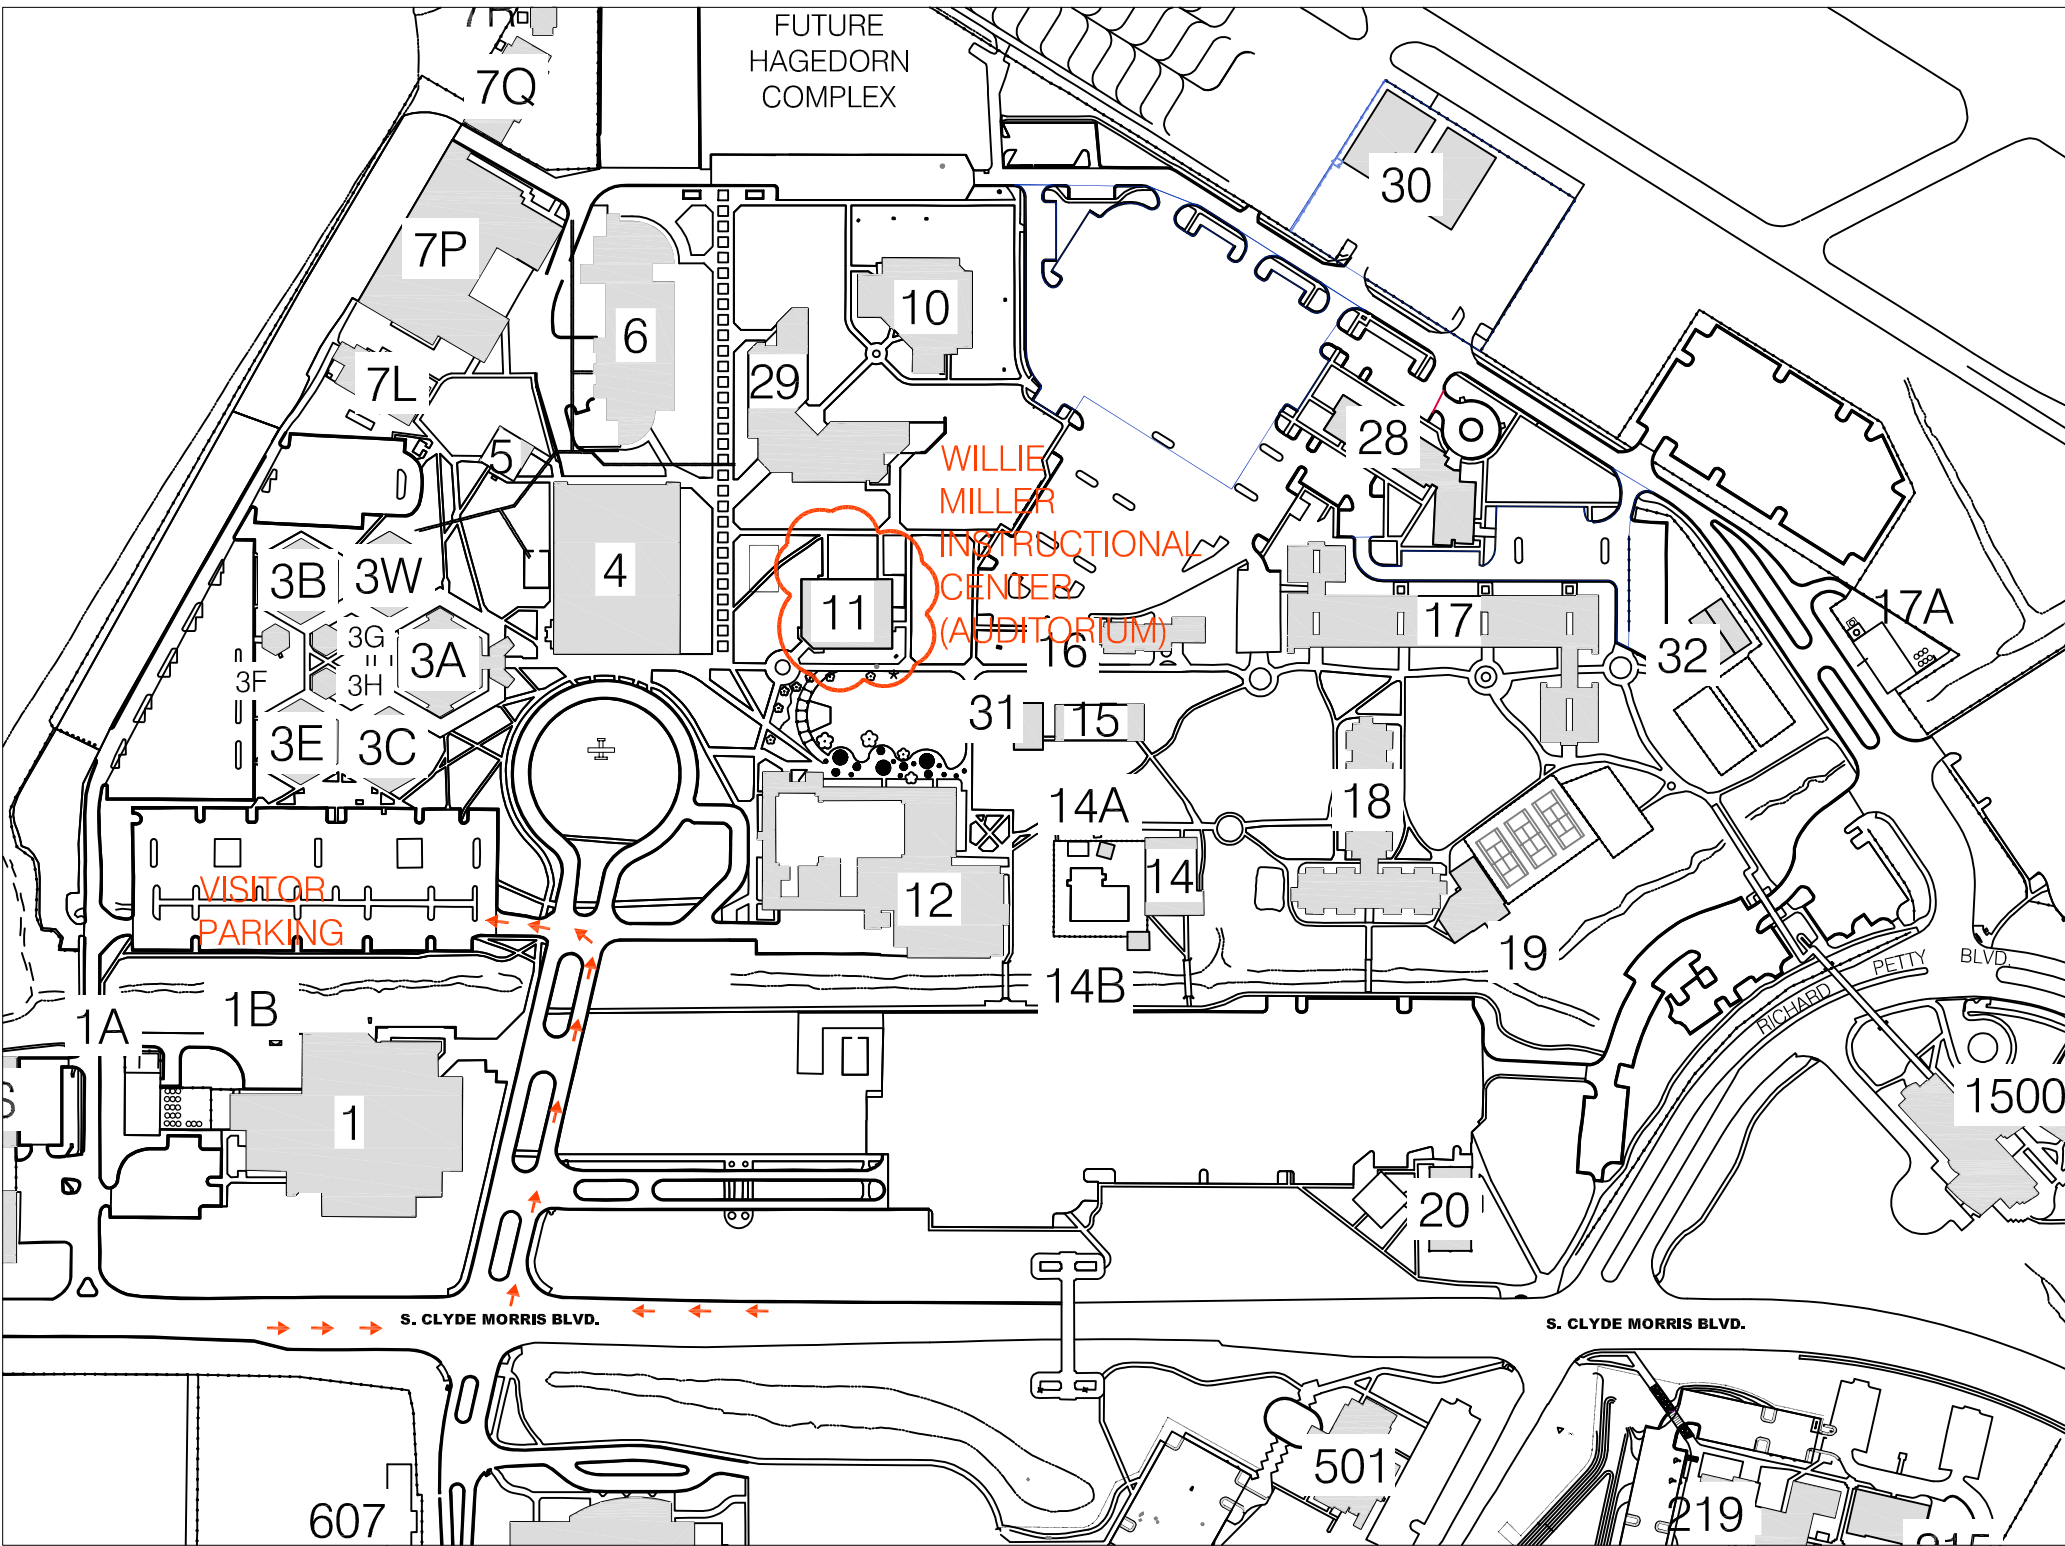 FUTURE
HAGEDORN
COMPLEX
7Q
30
7P
10
6
29
7L
28
5
WILLIE
MILLER
INSTRUCTIONAL
CENTER
(AUDITORIUM)
4
3B
3W
11
17
17A
3G
16
3A
32
3F
3H
31
15
3E
3C
14A
18
VISITOR
PARKING
12
14
19
RICHARD PETTY BLVD.
14B
1A
1B
1500
1
20
S. CLYDE MORRIS BLVD.
S. CLYDE MORRIS BLVD.
501
607
219